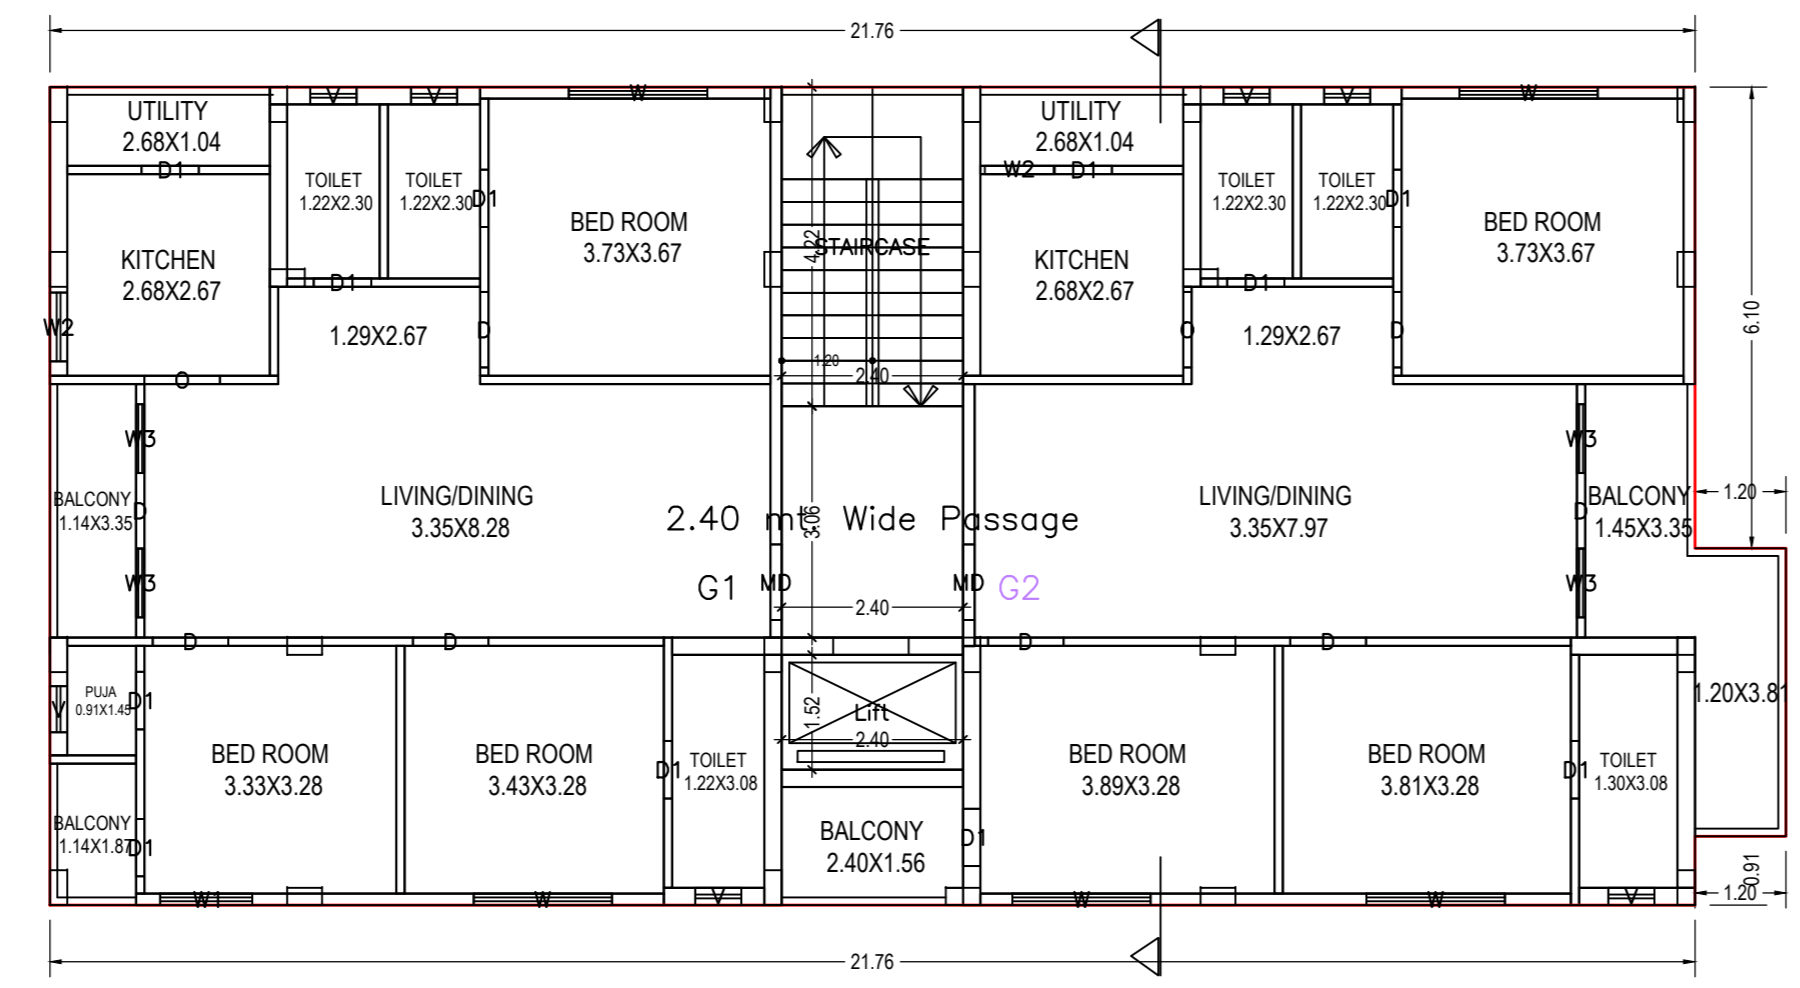 21.76
V
V
W
V
V
W
UTILITY
2.68X1.04
UTILITY
2.68X1.04
D1
W2
D1
TOILET
1.22X2.30
TOILET
1.22X2.30
D1
TOILET
1.22X2.30
TOILET
1.22X2.30
D1
BED ROOM
3.73X3.67
STAIRCASE
4.22
BED ROOM
3.73X3.67
KITCHEN
2.68X2.67
KITCHEN
2.68X2.67
D1
D1
6.10
W2
1.29X2.67
D
O
1.29X2.67
D
1.20
2.40
O
W3
W3
BALCONY
1.14X3.35
D
LIVING/DINING
3.35X8.28
2.40 mt. Wide Passage
3.06
LIVING/DINING
3.35X7.97
D
BALCONY
1.45X3.35
1.20
W3
G1
MD
MD
G2
W3
2.40
D
D
D
D
PUJA
0.91X1.45
V
D1
Lift
1.52
2.40
1.20X3.81
BED ROOM
3.33X3.28
BED ROOM
3.43X3.28
D1
TOILET
1.22X3.08
BED ROOM
3.89X3.28
BED ROOM
3.81X3.28
D1
TOILET
1.30X3.08
BALCONY
1.14X1.87
D1
BALCONY
2.40X1.56
D1
0.91
1.20
W1
W
V
W
W
V
21.76